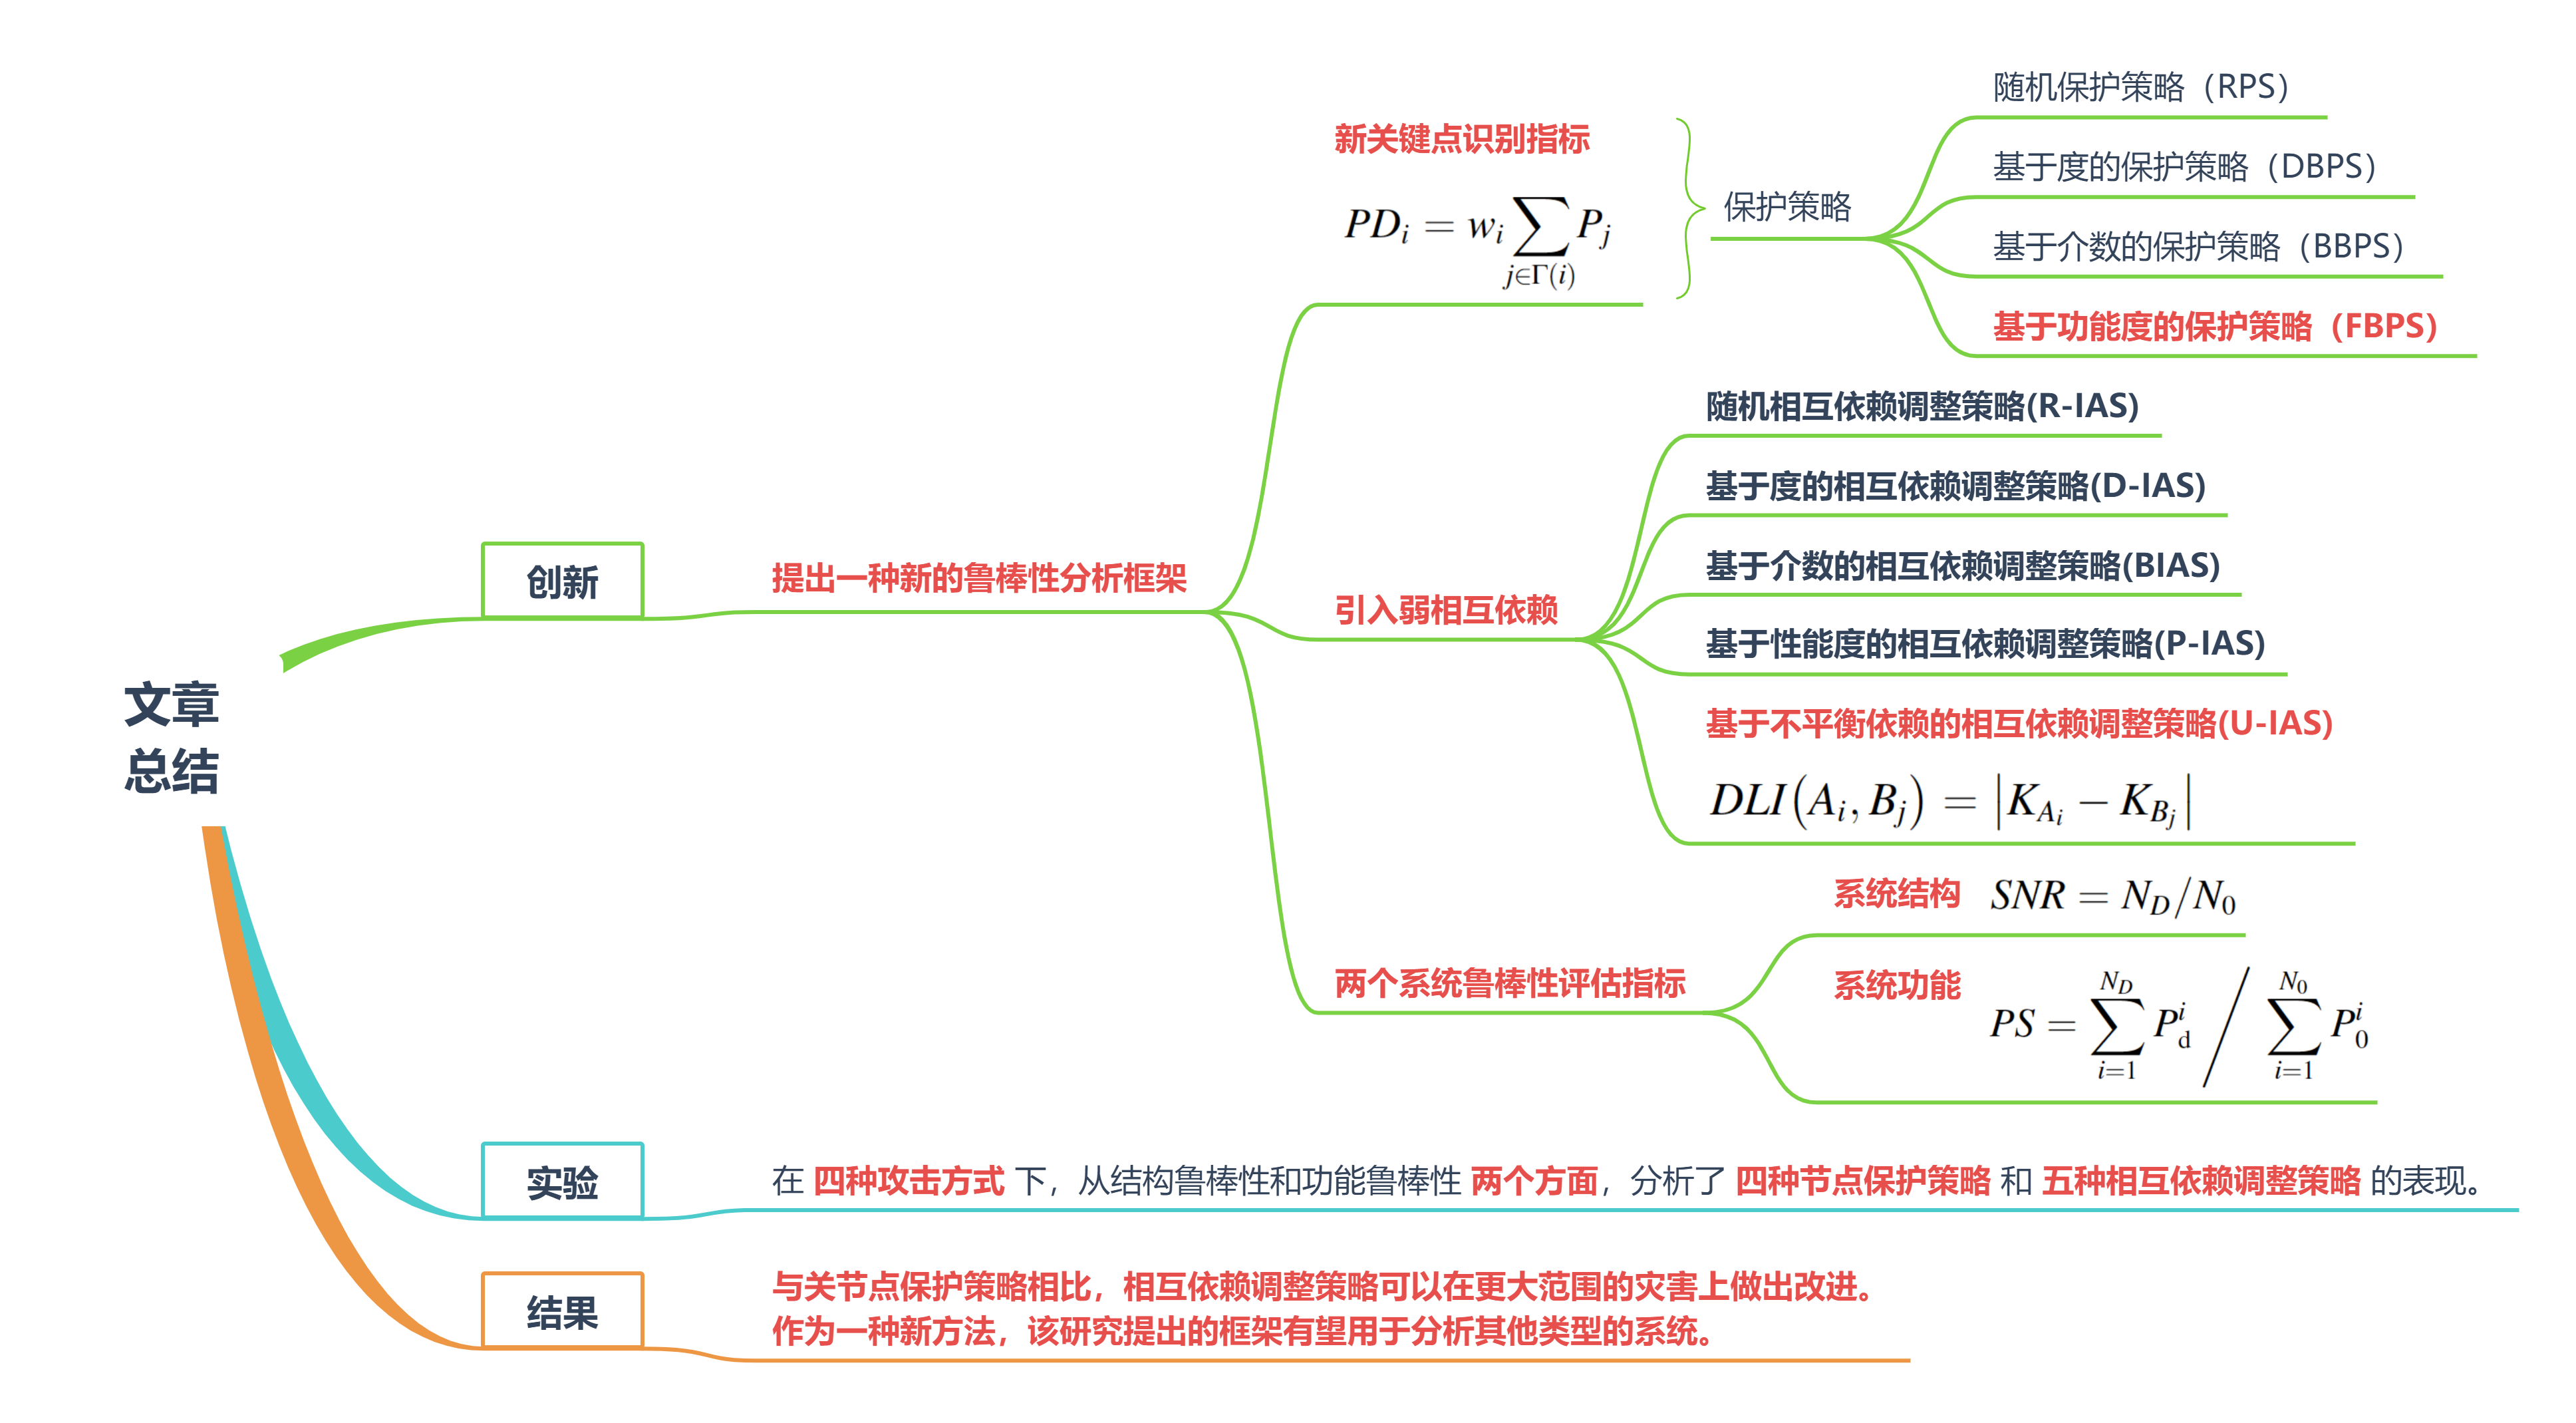 文章
总结
创新
提出一种新的鲁棒性分析框架
新关键点识别指标
PD_i = w_i ∑_{j∈Γ(i)} P_j
保护策略
随机保护策略（RPS）
基于度的保护策略（DBPS）
基于介数的保护策略（BBPS）
基于功能度的保护策略（FBPS）
引入弱相互依赖
随机相互依赖调整策略(R-IAS)
基于度的相互依赖调整策略(D-IAS)
基于介数的相互依赖调整策略(BIAS)
基于性能度的相互依赖调整策略(P-IAS)
基于不平衡依赖的相互依赖调整策略(U-IAS)
DLI(A_i, B_j) = |K_{A_i} − K_{B_j}|
两个系统鲁棒性评估指标
系统结构 SNR = N_D/N_0
系统功能
PS = ∑_{i=1}^{N_D} P_d^i / ∑_{i=1}^{N_0} P_0^i
实验
在 四种攻击方式 下，从结构鲁棒性和功能鲁棒性 两个方面，分析了 四种节点保护策略 和 五种相互依赖调整策略 的表现。
结果
与关节点保护策略相比，相互依赖调整策略可以在更大范围的灾害上做出改进。
作为一种新方法，该研究提出的框架有望用于分析其他类型的系统。